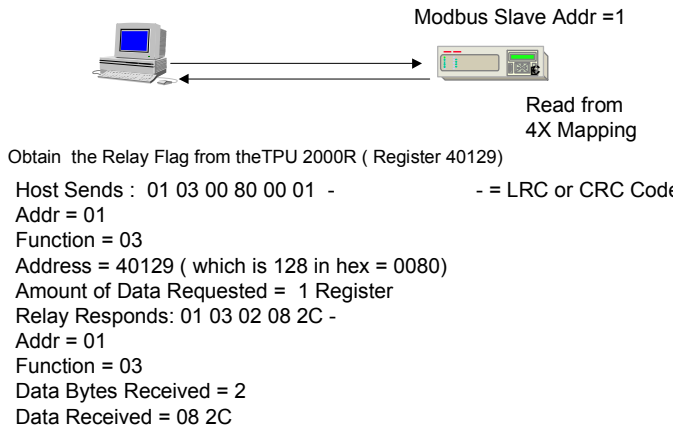 Modbus Slave Addr =1
Read from
4X Mapping
Obtain the Relay Flag from theTPU 2000R ( Register 40129)
Host Sends : 01 03 00 80 00 01 - - = LRC or CRC Code
Addr = 01
Function = 03
Address = 40129 ( which is 128 in hex = 0080)
Amount of Data Requested = 1 Register
Relay Responds: 01 03 02 08 2C -
Addr = 01
Function = 03
Data Bytes Received = 2
Data Received = 08 2C